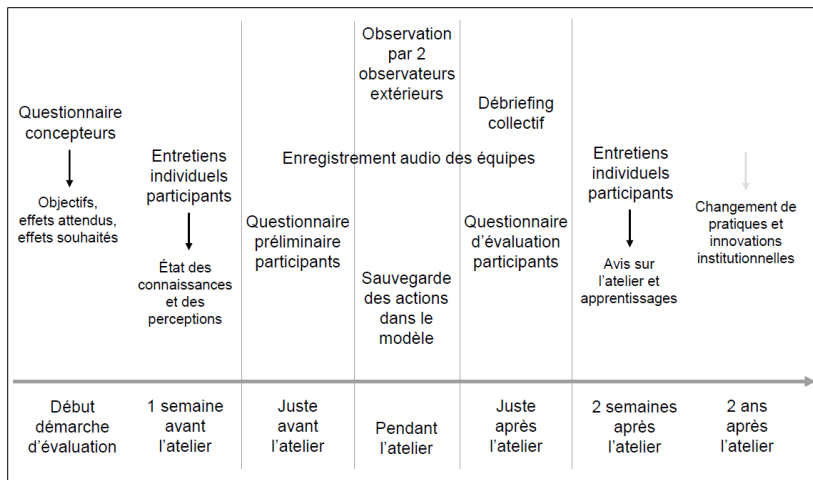 Questionnaire
concepteurs
Objectifs,
effets attendus,
effets souhaités
Entretiens
individuels
participants
État des
connaissances
et des
perceptions
Questionnaire
préliminaire
participants
Observation
par 2
observateurs
extérieurs
Enregistrement audio des équipes
Sauvegarde
des actions
dans le
modèle
Débriefing
collectif
Questionnaire
d’évaluation
participants
Entretiens
individuels
participants
Avis sur
l’atelier et
apprentissages
Changement de
pratiques et
innovations
institutionnelles
Début
démarche
d’évaluation
1 semaine
avant
l’atelier
Juste
avant
l’atelier
Pendant
l’atelier
Juste
après
l’atelier
2 semaines
après
l’atelier
2 ans
après
l’atelier